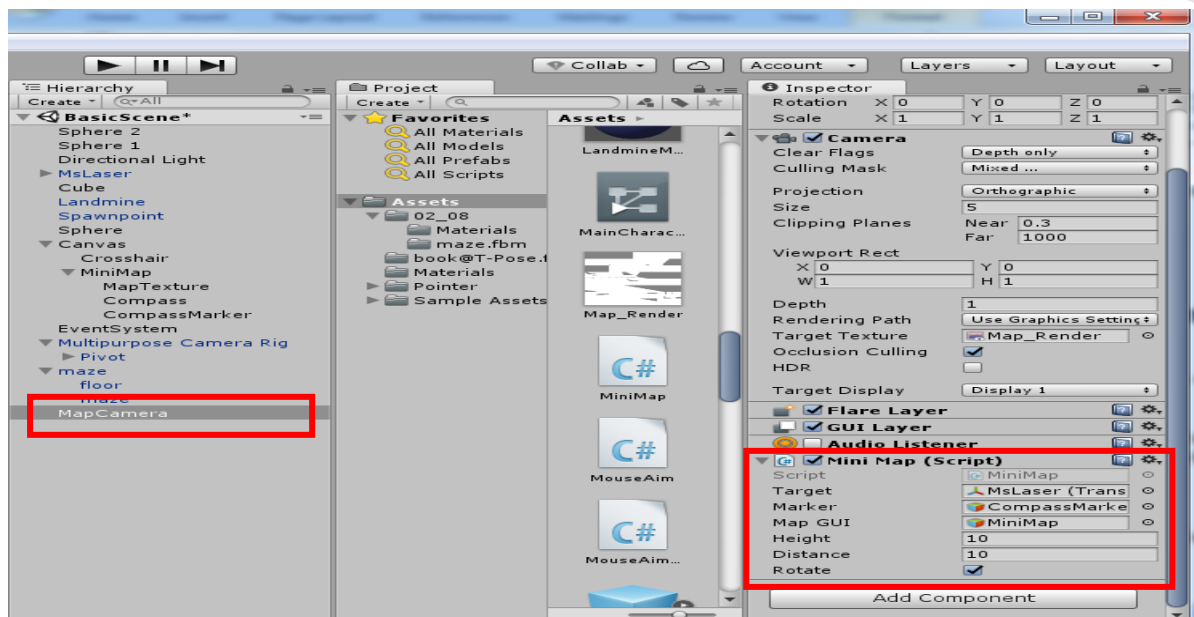 Collab
Account
Layers
Layout
Hierarchy
Create
All
BasicScene*
Sphere 2
Sphere 1
Directional Light
MsLaser
Cube
Landmine
Spawnpoint
Sphere
Canvas
Crosshair
MiniMap
MapTexture
Compass
CompassMarker
EventSystem
Multipurpose Camera Rig
Pivot
maze
floor
maze
MapCamera
Project
Create
Favorites
All Materials
All Models
All Prefabs
All Scripts
Assets
02_08
Materials
maze.fbm
book@T-Pose.f
Materials
Pointer
Sample Assets
Assets
LandmineM...
MainCharac...
Map_Render
C#
MiniMap
C#
MouseAim
C#
MouseAim...
Inspector
Rotation X 0 Y 0 Z 0
Scale X 1 Y 1 Z 1
Camera
Clear Flags Depth only
Culling Mask Mixed ...
Projection Orthographic
Size 5
Clipping Planes Near 0.3
Far 1000
Viewport Rect
X 0 Y 0
W 1 H 1
Depth 1
Rendering Path Use Graphics Setting
Target Texture Map_Render
Occlusion Culling
HDR
Target Display Display 1
Flare Layer
GUI Layer
Audio Listener
Mini Map (Script)
Script MiniMap
Target MsLaser (Trans
Marker CompassMarke
Map GUI MiniMap
Height 10
Distance 10
Rotate
Add Component